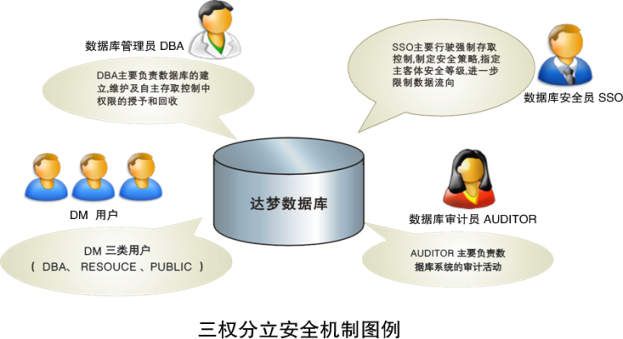 数据库管理员 DBA
DBA主要负责数据库的建
立,维护及自主存取控制中
权限的授予和回收
SSO主要行驶强制存取
控制,制定安全策略,指定
主客体安全等级,进一步
限制数据流向
数据库安全员 SSO
DM 用户
DM 三类用户
( DBA、 RESOUCE 、PUBLIC )
达梦数据库
数据库审计员 AUDITOR
AUDITOR 主要负责数
据库系统的审计活动
三权分立安全机制图例